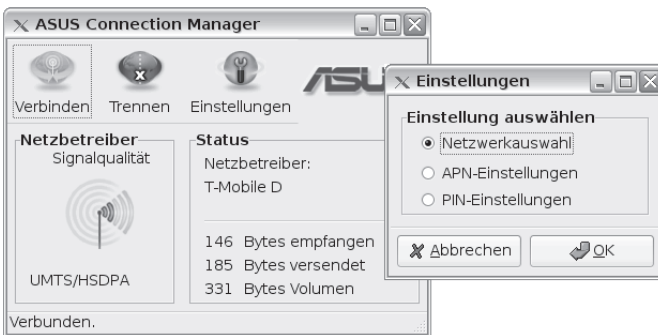 ASUS Connection Manager
Verbinden Trennen Einstellungen
Netzbetreiber
Signalqualität
UMTS/HSDPA
Status
Netzbetreiber:
T-Mobile D
146 Bytes empfangen
185 Bytes versendet
331 Bytes Volumen
Verbunden.
Einstellungen
Einstellung auswählen
Netzwerkauswahl
APN-Einstellungen
PIN-Einstellungen
Abbrechen OK